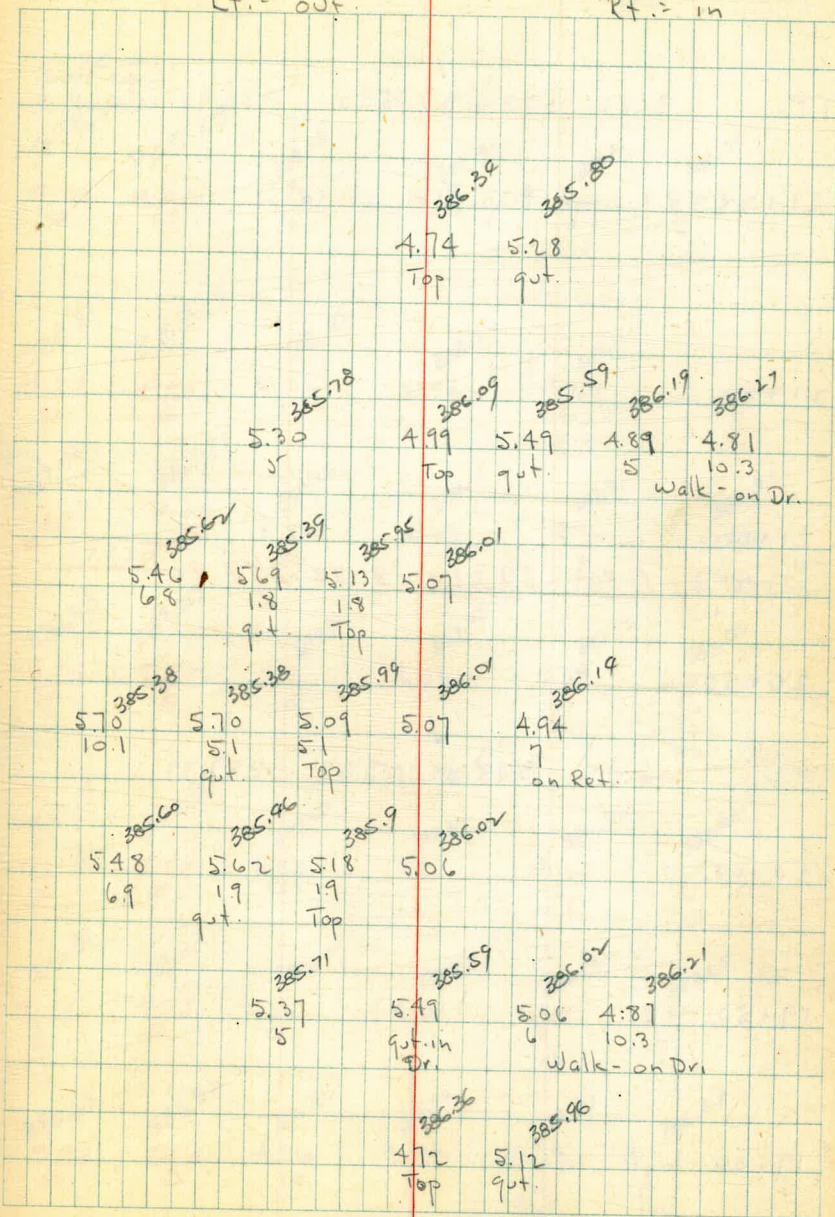 Lt. = out. Rt. = in
386.34 385.80
4.74 5.28
Top gut.
385.78 386.09 385.59 386.19 386.27
5.30 4.99 5.49 4.89 4.81
5 Top gut. 5 10.3
Walk - on Dr.
385.62 385.39 385.95 386.01
5.46 5.69 5.13 5.07
6.8 1.8 1.8
gut. Top
385.38 385.38 385.99 386.01 386.14
5.70 5.70 5.09 5.07 4.94
10.1 5.1 5.1 7
gut. Top on Ret.
385.60 385.46 385.9 386.02
5.48 5.62 5.18 5.06
6.9 1.9 1.9
gut. Top
385.71 385.59 386.02 386.21
5.37 5.49 5.06 4.87
5 gut. in 6 10.3
Dr. Walk - on Dr.
386.36 385.96
4.72 5.12
Top gut.